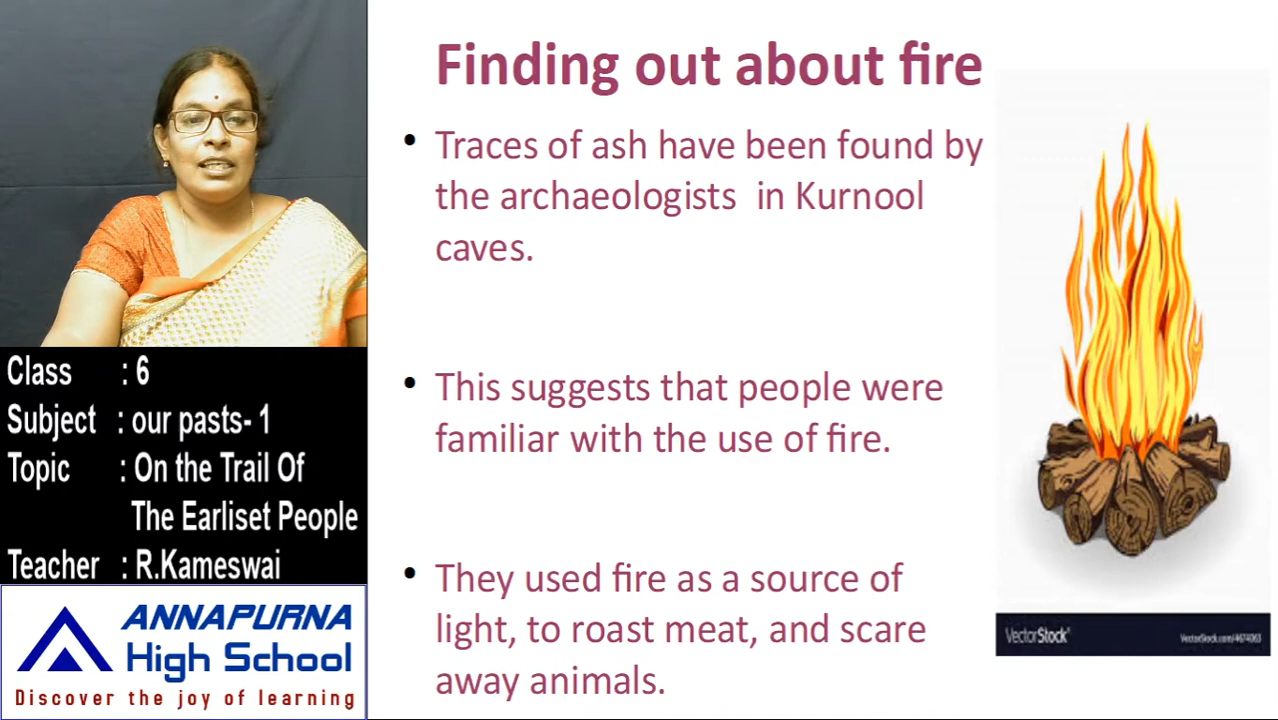 Finding out about fire
• Traces of ash have been found by
the archaeologists in Kurnool
caves.
• This suggests that people were
familiar with the use of fire.
• They used fire as a source of
light, to roast meat, and scare
away animals.
Class : 6
Subject : our pasts- 1
Topic : On the Trail Of
The Earliset People
Teacher : R.Kameswai
ANNAPURNA
High School
Discover the joy of learning
VectorStock®
VectorStock.com/4674063